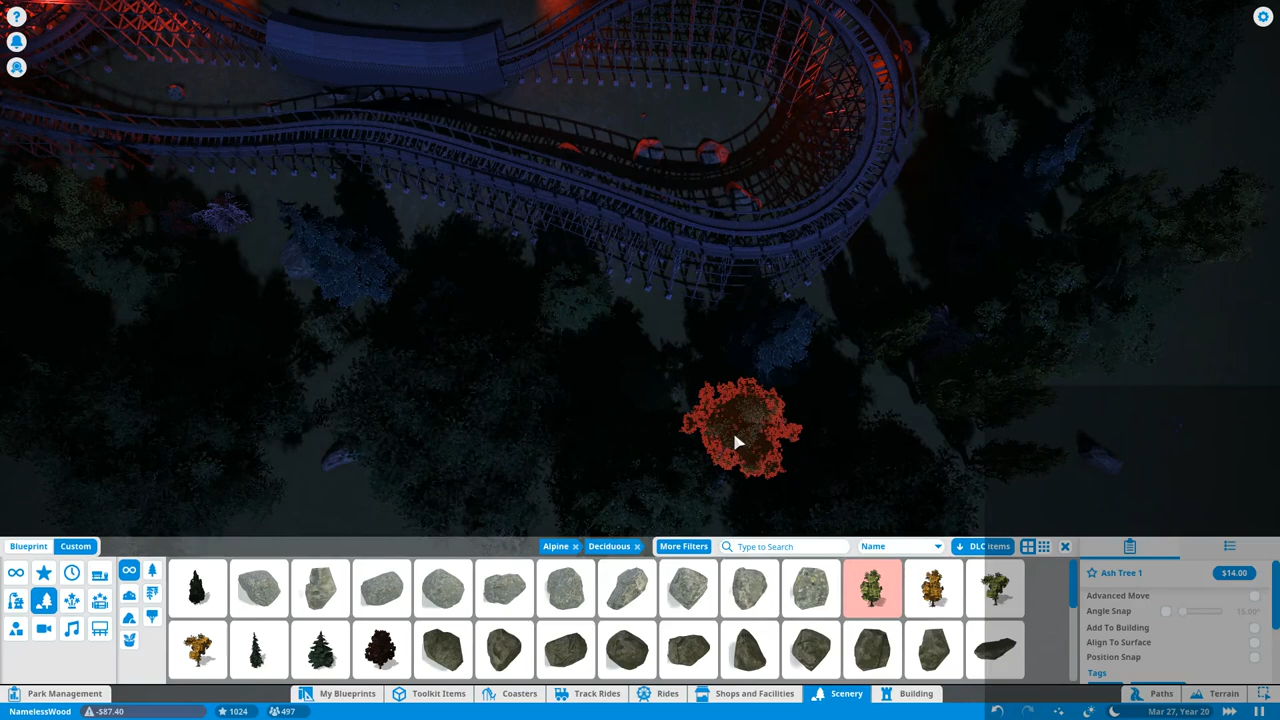 Blueprint Custom
Alpine × Deciduous × More Filters Type to Search Name DLC Items
Ash Tree 1 $14.00
Advanced Move
Angle Snap 15.00°
Add To Building
Align To Surface
Position Snap
Tags
Park Management My Blueprints Toolkit Items Coasters Track Rides Rides Shops and Facilities Scenery Building Paths Terrain
NamelessWood -$87.40 1024 497 Mar 27, Year 20